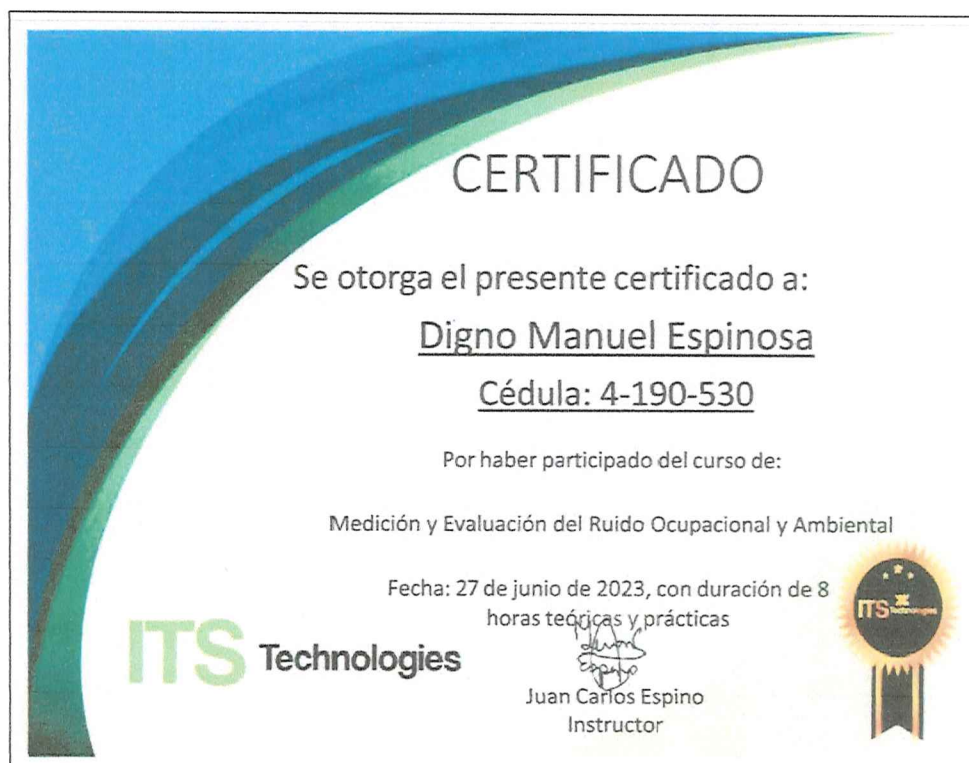 CERTIFICADO
Se otorga el presente certificado a:
Digno Manuel Espinosa
Cédula: 4-190-530
Por haber participado del curso de:
Medición y Evaluación del Ruido Ocupacional y Ambiental
Fecha: 27 de junio de 2023, con duración de 8
horas teóricas y prácticas
ITS Technologies
Juan Carlos Espino
Instructor
ITS Technologies